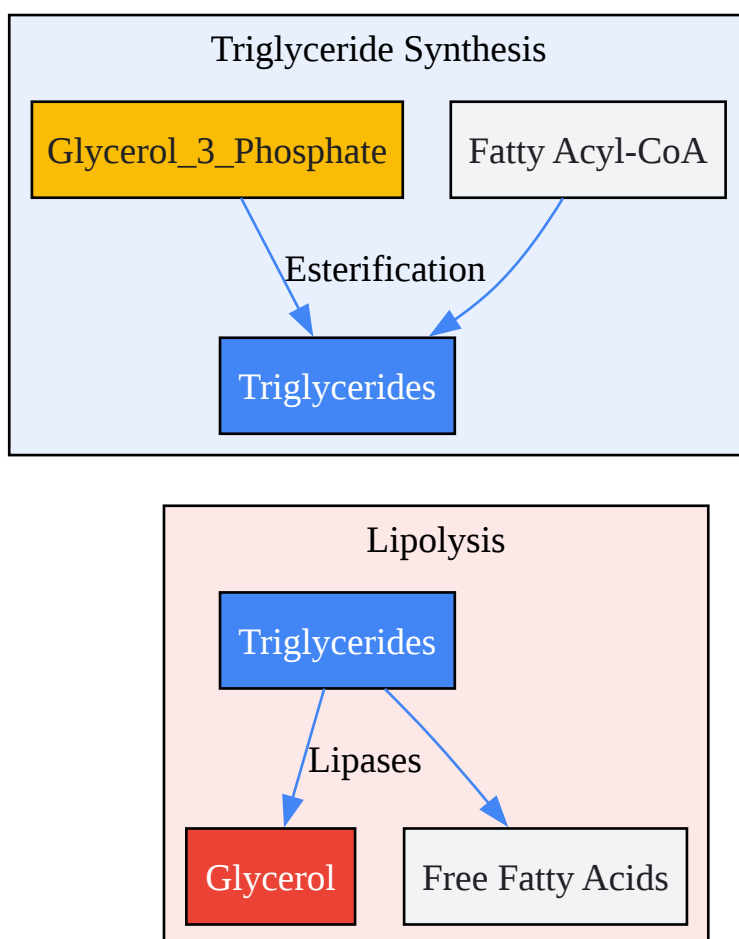 Triglyceride Synthesis
Glycerol_3_Phosphate
Fatty Acyl-CoA
Esterification
Triglycerides
Lipolysis
Triglycerides
Lipases
Glycerol
Free Fatty Acids